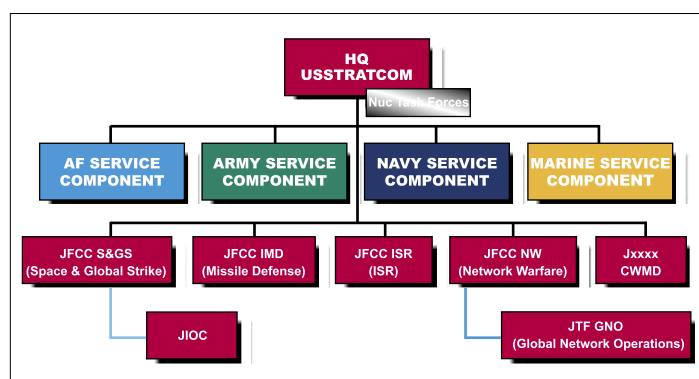 HQ
USSTRATCOM
Nuc Task Forces
AF SERVICE
COMPONENT
ARMY SERVICE
COMPONENT
NAVY SERVICE
COMPONENT
MARINE SERVICE
COMPONENT
JFCC S&GS
(Space & Global Strike)
JFCC IMD
(Missile Defense)
JFCC ISR
(ISR)
JFCC NW
(Network Warfare)
Jxxxx
CWMD
JIOC
JTF GNO
(Global Network Operations)